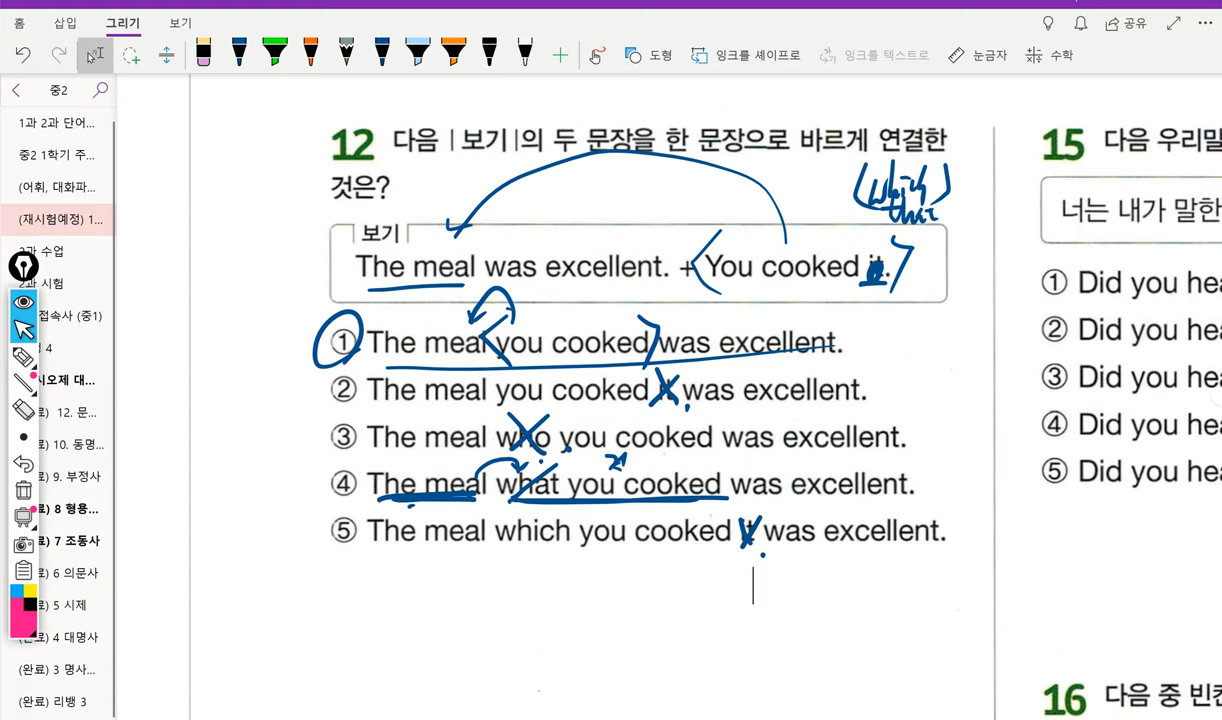 홈 삽입 그리기 보기
공유
도형 잉크를 셰이프로 잉크를 텍스트로 눈금자 수학
중2
1과 2과 단어...
중2 1학기 주...
(어휘, 대화파...
(재시험예정) 1...
2과 수업
2과 시험
접속사 (중1)
4
시오제 대...
료) 12. 문...
료) 10. 동명...
료) 9. 부정사
료) 8 형용...
료) 7 조동사
료) 6 의문사
료) 5 시제
(완료) 4 대명사
(완료) 3 명사...
(완료) 리뱅 3
12 다음 |보기|의 두 문장을 한 문장으로 바르게 연결한
것은?
(which)
that
보기
The meal was excellent. + You cooked it.
① The meal you cooked was excellent.
② The meal you cooked it was excellent.
③ The meal who you cooked was excellent.
④ The meal what you cooked was excellent.
⑤ The meal which you cooked it was excellent.
15 다음 우리말
너는 내가 말한
① Did you hea
② Did you hea
③ Did you hea
④ Did you hea
⑤ Did you hea
16 다음 중 빈칸